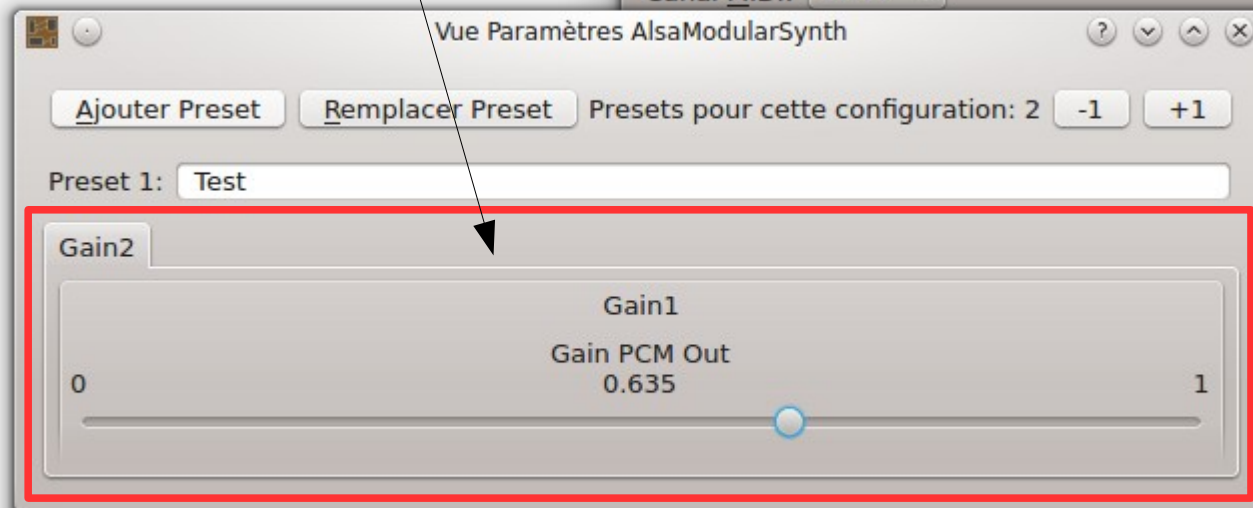 Vue Paramètres AlsaModularSynth
Ajouter Preset Remplacer Preset Presets pour cette configuration: 2 -1 +1
Preset 1: Test
Gain2
Gain1
Gain PCM Out
0 0.635 1